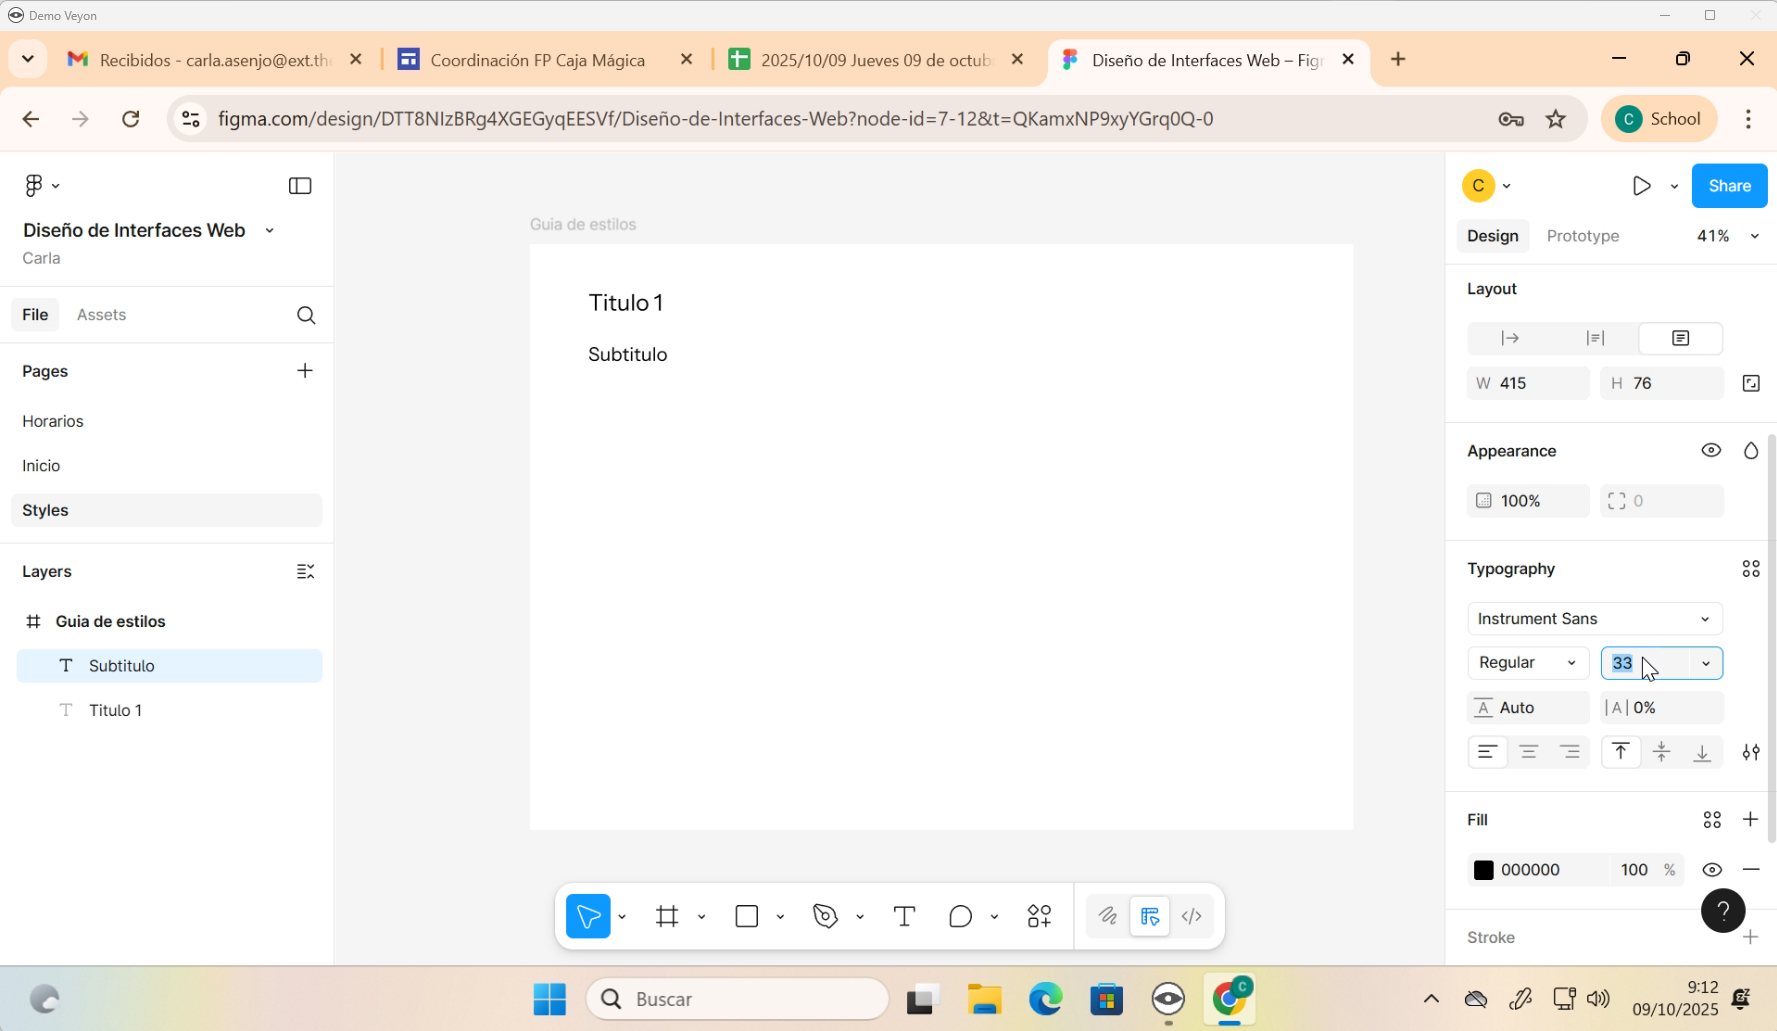 Demo Veyon
Recibidos - carla.asenjo@ext.th
Coordinación FP Caja Mágica
2025/10/09 Jueves 09 de octub
Diseño de Interfaces Web – Fig
figma.com/design/DTT8NIzBRg4XGEGyqEESVf/Diseño-de-Interfaces-Web?node-id=7-12&t=QKamxNP9xyYGrq0Q-0
C School
Diseño de Interfaces Web
Carla
File Assets
Pages
Horarios
Inicio
Styles
Layers
Guia de estilos
Subtitulo
Titulo 1
Guia de estilos
Titulo 1
Subtitulo
C Share
Design Prototype 41%
Layout
W 415 H 76
Appearance
100% 0
Typography
Instrument Sans
Regular 33
A Auto |A| 0%
Fill
000000 100 %
?
Stroke
Buscar
C
9:12
09/10/2025